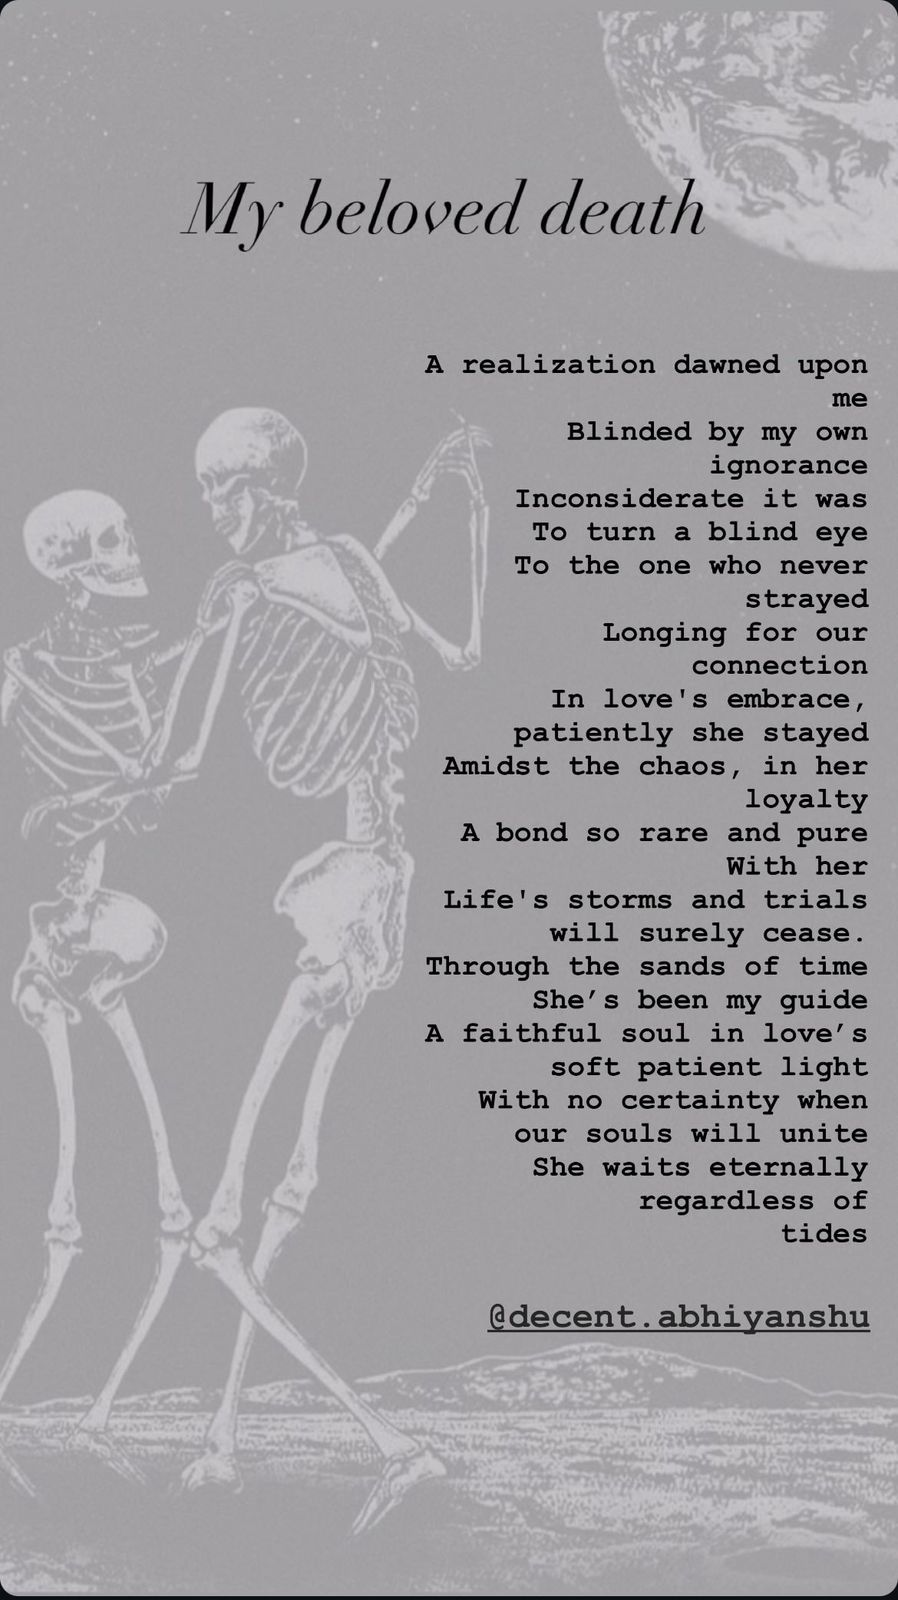 My beloved death
A realization dawned upon
me
Blinded by my own
ignorance
Inconsiderate it was
To turn a blind eye
To the one who never
strayed
Longing for our
connection
In love's embrace,
patiently she stayed
Amidst the chaos, in her
loyalty
A bond so rare and pure
With her
Life's storms and trials
will surely cease.
Through the sands of time
She’s been my guide
A faithful soul in love’s
soft patient light
With no certainty when
our souls will unite
She waits eternally
regardless of
tides
@decent.abhiyanshu